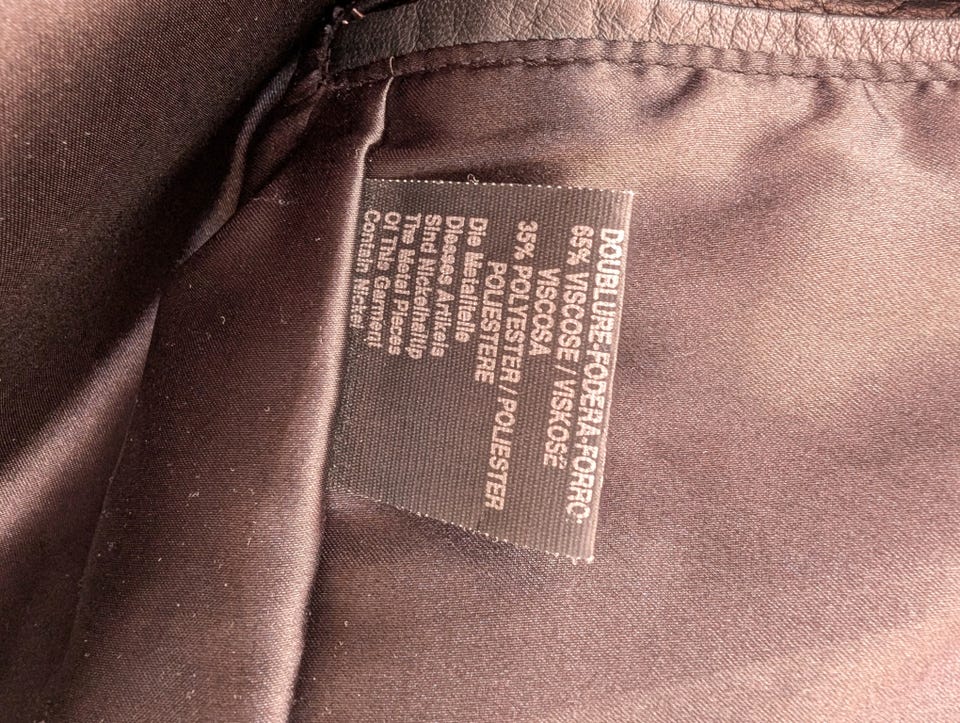 DOUBLURE-FODERA-FORRO:
65% VISCOSE / VISKOSE
VISCOSA
35% POLYESTER / POLIESTER
POLIESTERE
Die Metallteile
Dieses Artikels
Sind Nickelhaltip
The Metal Pieces
Of This Garment
Contain Nickel